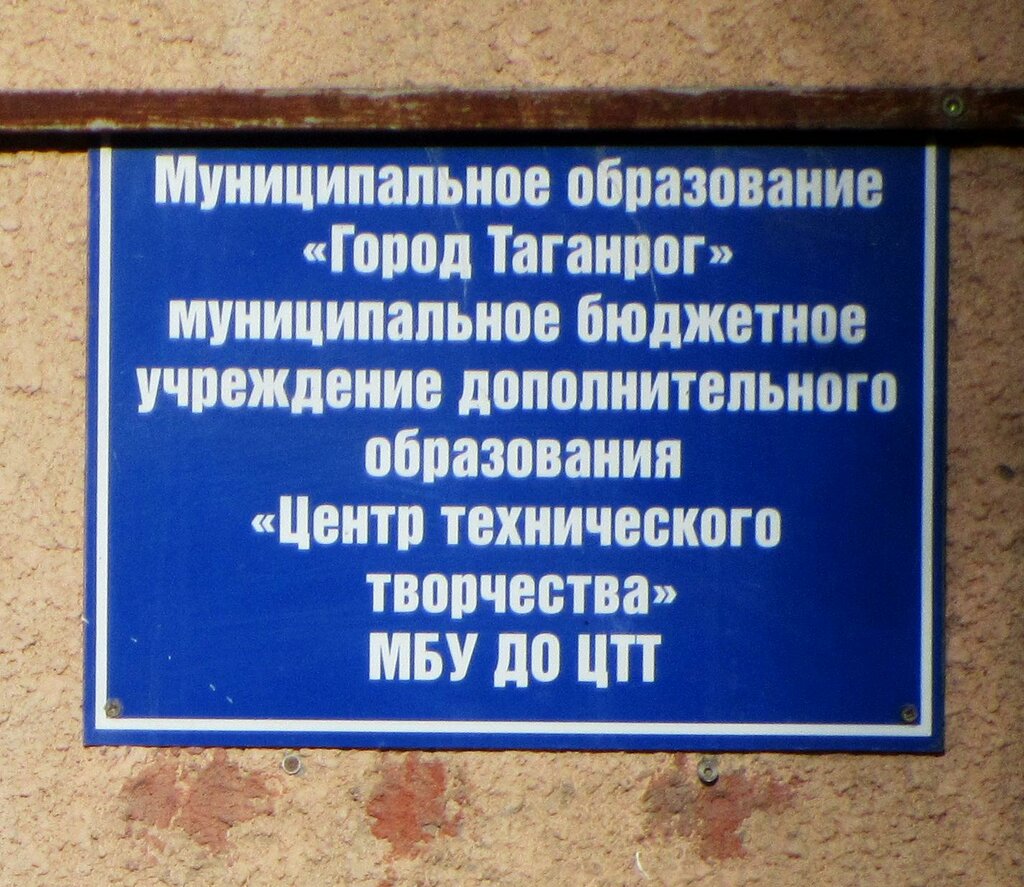 Муниципальное образование
«Город Таганрог»
муниципальное бюджетное
учреждение дополнительного
образования
«Центр технического
творчества»
МБУ ДО ЦТТ